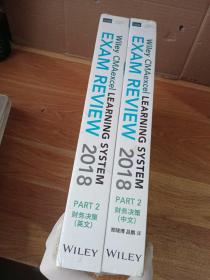 Wiley CMAexcel LEARNING SYSTEM
EXAM REVIEW 2018
PART 2
财务决策
(英文)
WILEY
Wiley CMAexcel LEARNING SYSTEM
EXAM REVIEW 2018
PART 2
财务决策
(中文)
WILEY